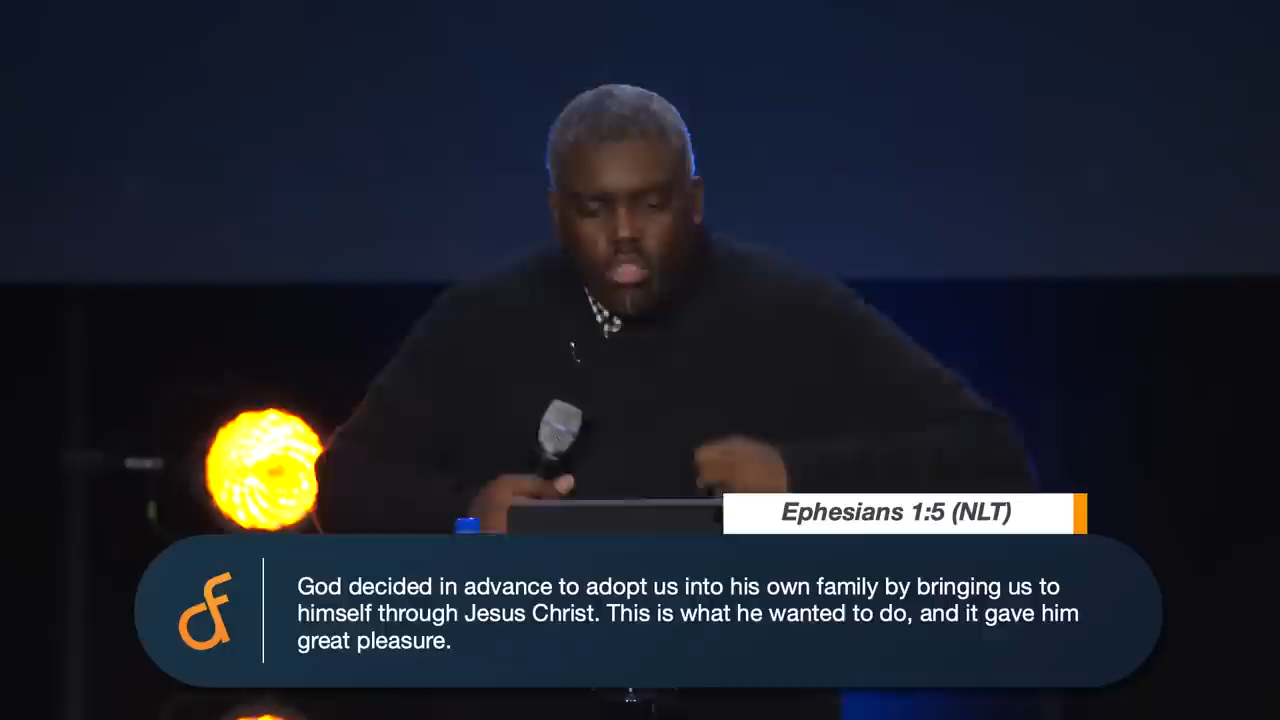 Ephesians 1:5 (NLT)
God decided in advance to adopt us into his own family by bringing us to
himself through Jesus Christ. This is what he wanted to do, and it gave him
great pleasure.